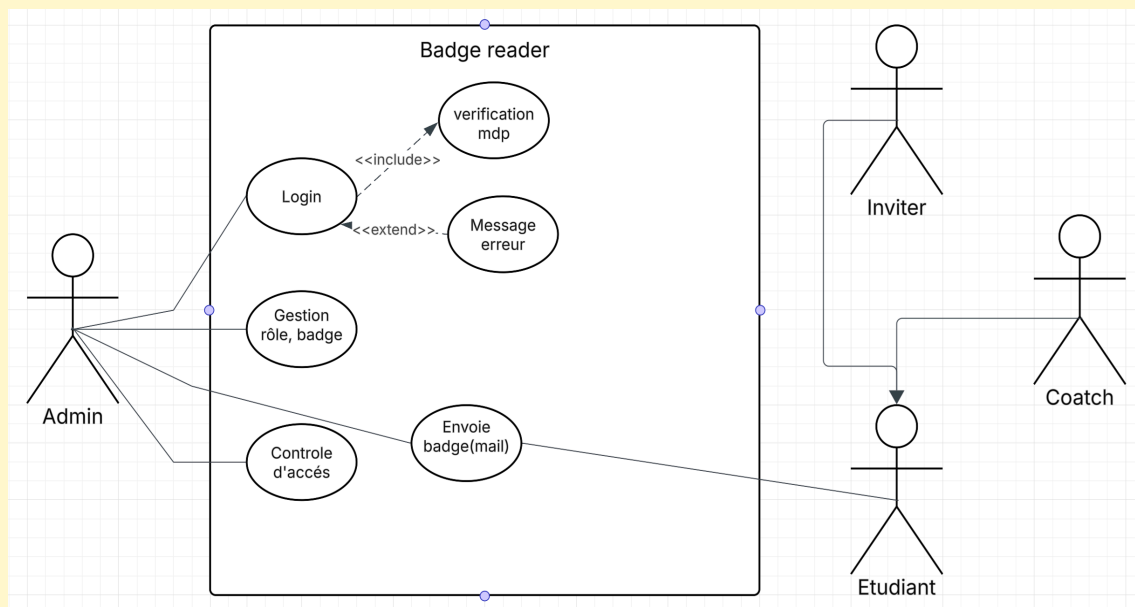 Badge reader
verification
mdp
<<include>>
Login
<<extend>>
Message
erreur
Gestion
rôle, badge
Envoie
badge(mail)
Controle
d'accés
Admin
Inviter
Coatch
Etudiant